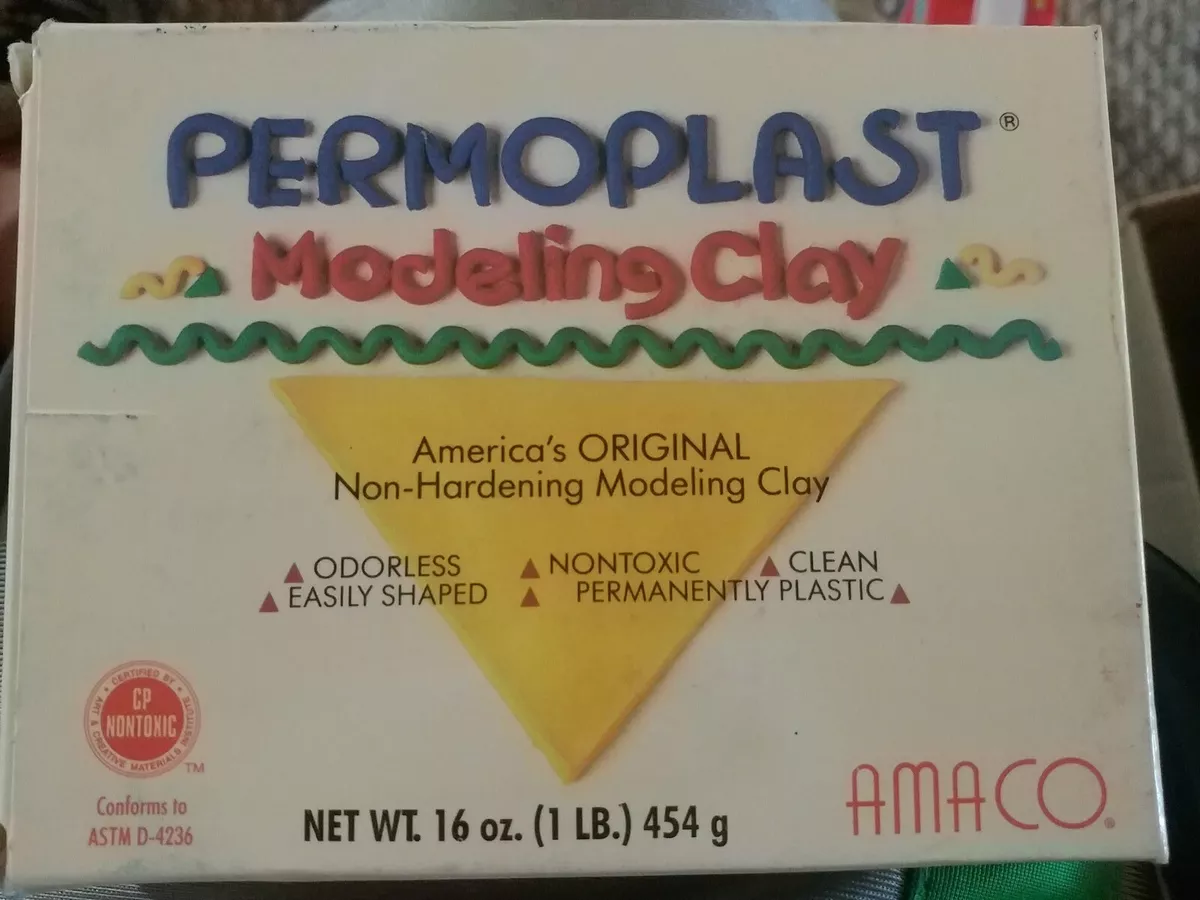 PERMOPLAST®
Modeling Clay
America's ORIGINAL
Non-Hardening Modeling Clay
▲ ODORLESS ▲ NONTOXIC ▲ CLEAN
▲ EASILY SHAPED ▲ PERMANENTLY PLASTIC ▲
CERTIFIED BY
ART & CREATIVE MATERIALS INSTITUTE
CP
NONTOXIC
TM
Conforms to
ASTM D-4236
NET WT. 16 oz. (1 LB.) 454 g
AMACO®